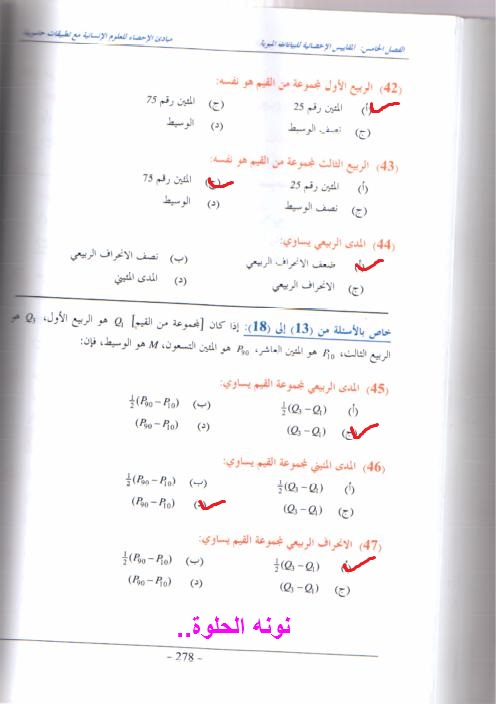 مبادئ الإحصاء للعلوم الإنسانية مع تطبيقات حاسوبية
الفصل الخامس: المقاييس الإحصائية للبيانات المبوبة
(42) الربيع الأول لمجموعة من القيم هو نفسه:
(أ) المئين رقم 25 (ج) المئين رقم 75
(ج) نصف الوسيط (د) الوسيط
(43) الربيع الثالث لمجموعة من القيم هو نفسه:
(أ) المئين رقم 25 (ج) المئين رقم 75
(ج) نصف الوسيط (د) الوسيط
(44) المدى الربيعي يساوي:
(أ) ضعف الانحراف الربيعي (ب) نصف الانحراف الربيعي
(ج) الانحراف الربيعي (د) المدى المئيني
خاص بالأسئلة من (13) إلى (18): إذا كان [لمجموعة من القيم] Q₁ هو الربيع الأول، Q₃ هو
الربيع الثالث، P₁₀ هو المئين العاشر، P₉₀ هو المئين التسعون، M هو الوسيط، فإن:
(45) المدى الربيعي لمجموعة القيم يساوي:
(أ) ½(Q₃ – Q₁) (ب) ½(P₉₀ – P₁₀)
(ج) (Q₃ – Q₁) (د) (P₉₀ – P₁₀)
(46) المدى المئيني لمجموعة القيم يساوي:
(أ) ½(Q₃ – Q₁) (ب) ½(P₉₀ – P₁₀)
(ج) (Q₃ – Q₁) (د) (P₉₀ – P₁₀)
(47) الانحراف الربيعي لمجموعة القيم يساوي:
(أ) ½(Q₃ – Q₁) (ب) ½(P₉₀ – P₁₀)
(ج) (Q₃ – Q₁) (د) (P₉₀ – P₁₀)
نونه الحلوة..
- 278 -